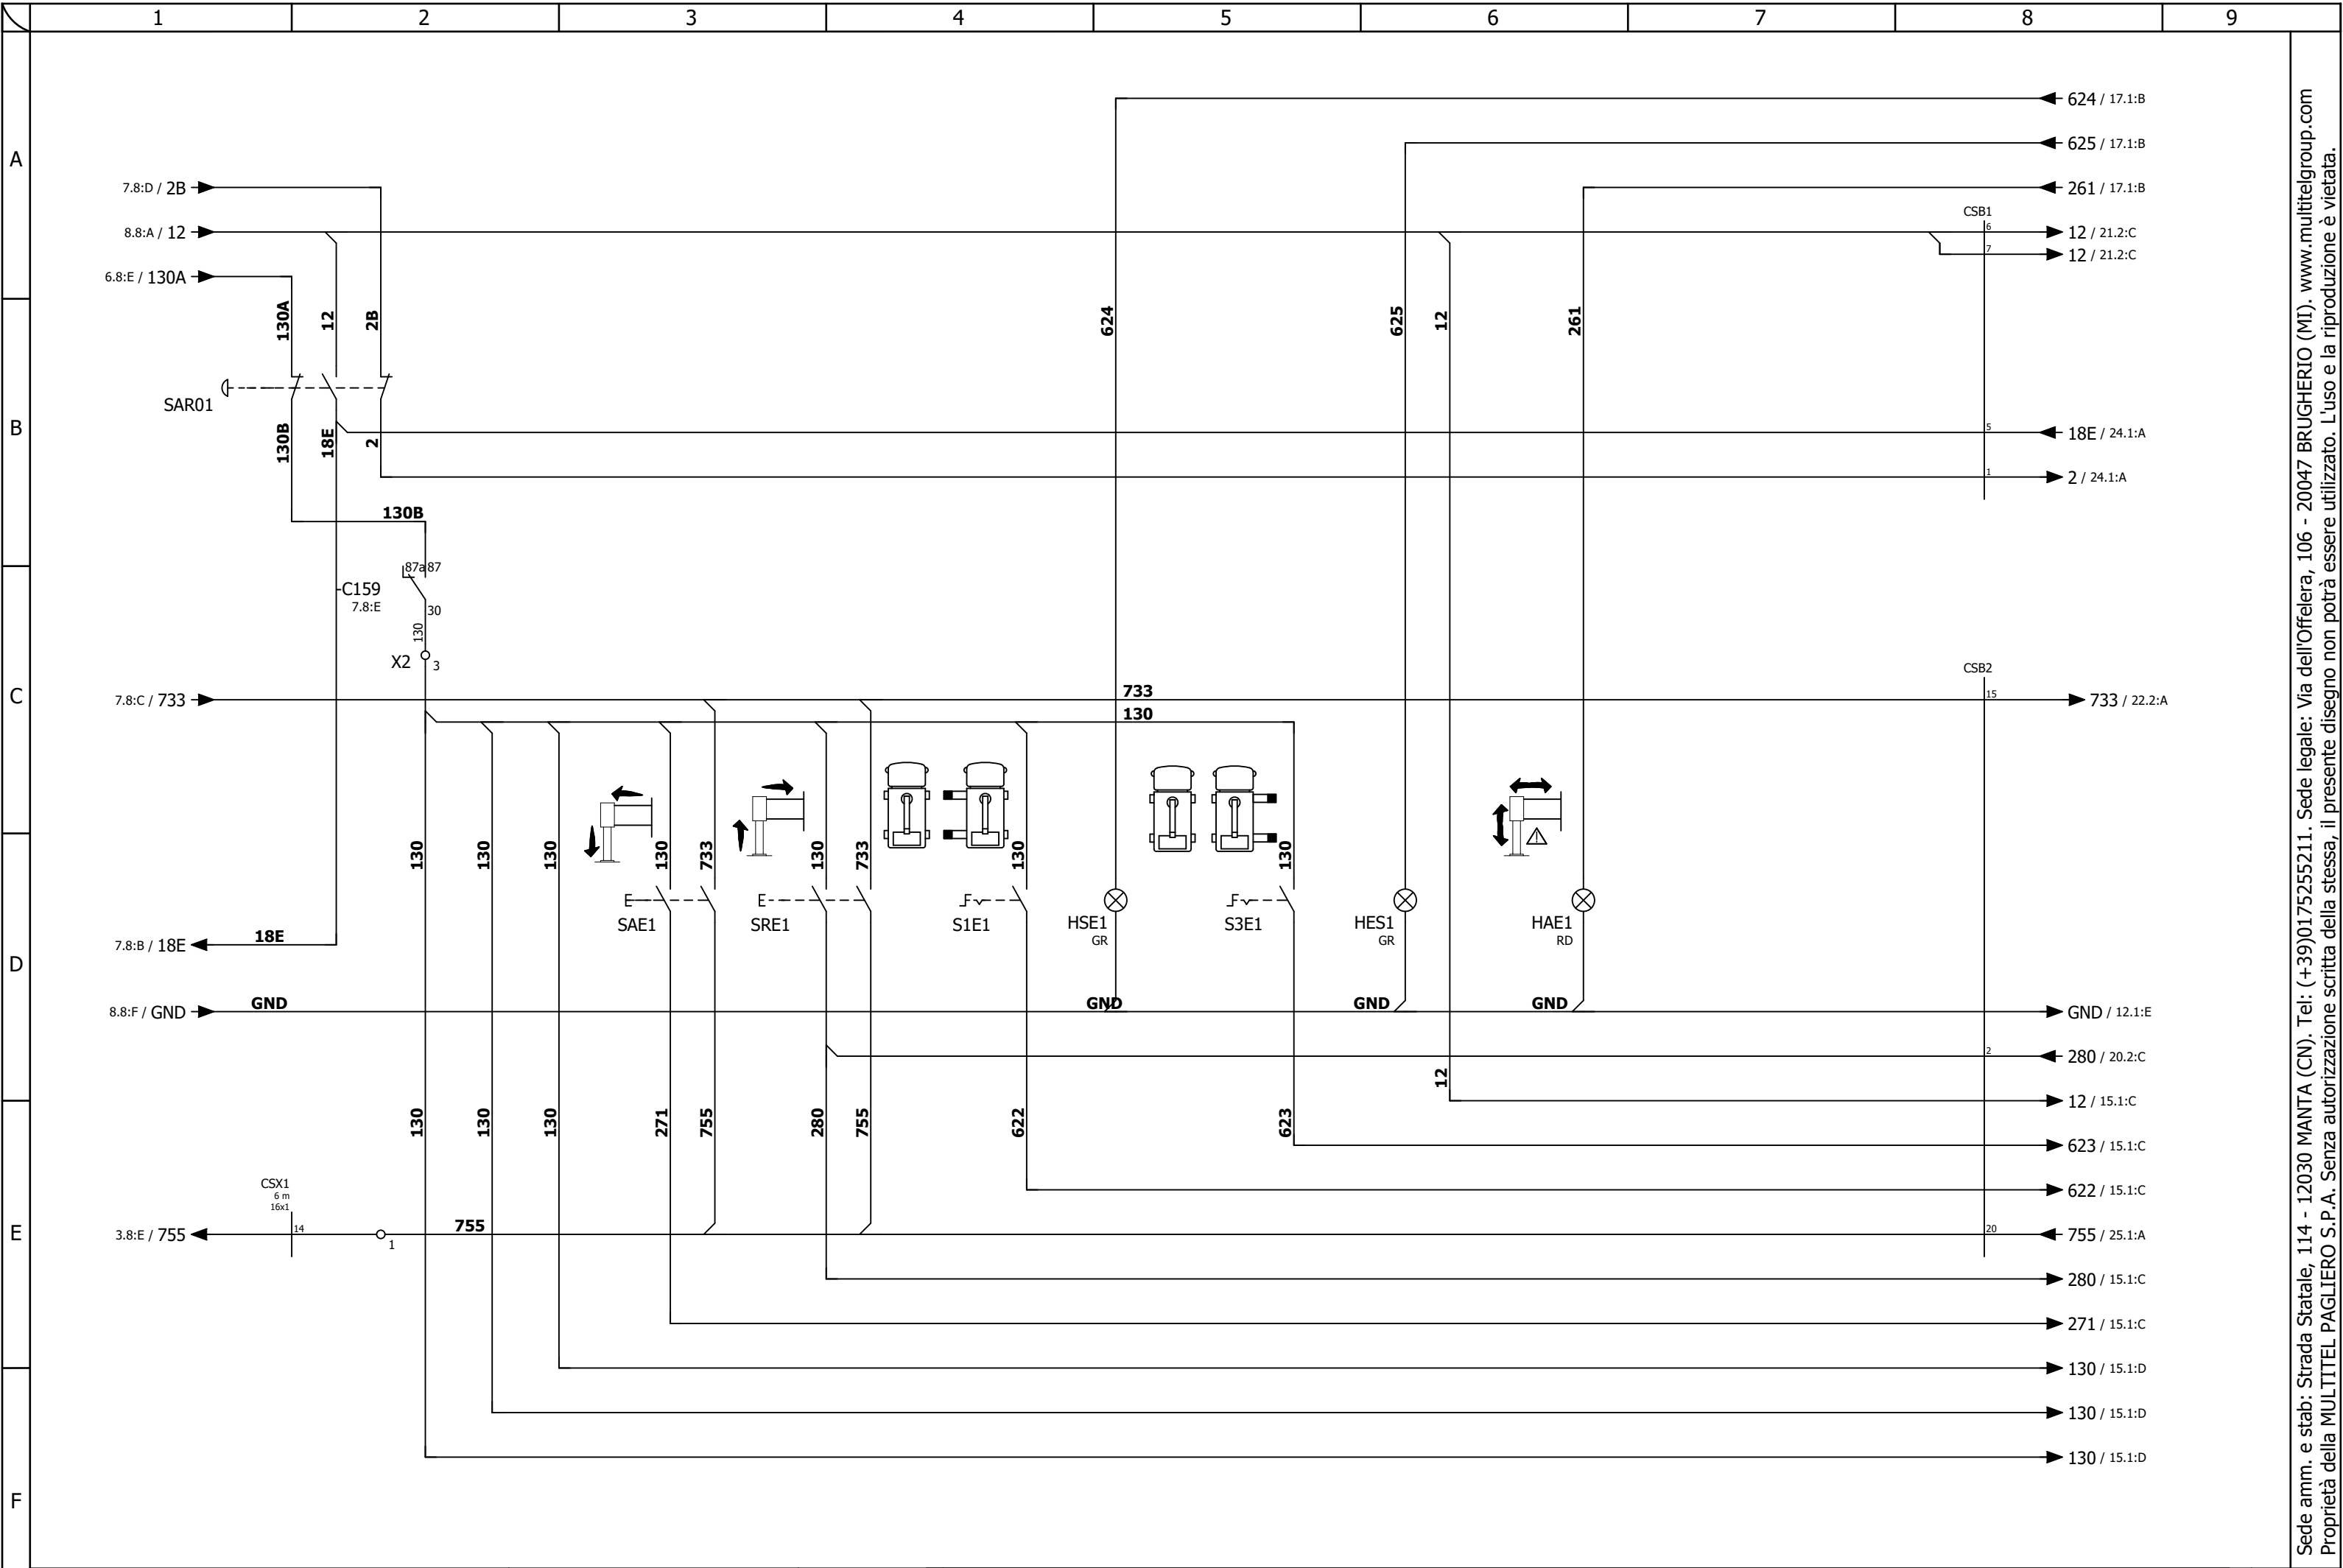 1 2 3 4 5 6 7 8 9
A
B
C
D
E
F
624 / 17.1:B
625 / 17.1:B
7.8:D / 2B
261 / 17.1:B
CSB1
8.8:A / 12
6
12 / 21.2:C
7
12 / 21.2:C
6.8:E / 130A
130A
12
2B
624
625
12
261
SAR01
130B
18E
2
5
18E / 24.1:A
1
2 / 24.1:A
130B
87a 87
-C159
7.8:E
30
130
X2
3
CSB2
7.8:C / 733
733
15
733 / 22.2:A
130
130
130
130
130
733
130
733
130
130
SAE1
SRE1
S1E1
HSE1
GR
S3E1
HES1
GR
HAE1
RD
7.8:B / 18E
18E
8.8:F / GND
GND
GND
GND
GND
GND / 12.1:E
2
280 / 20.2:C
12
12 / 15.1:C
130
130
130
271
755
280
755
622
623
623 / 15.1:C
CSX1
6 m
16x1
622 / 15.1:C
3.8:E / 755
14
1
755
20
755 / 25.1:A
280 / 15.1:C
271 / 15.1:C
130 / 15.1:D
130 / 15.1:D
130 / 15.1:D
Sede amm. e stab: Strada Statale, 114 - 12030 MANTA (CN). Tel: (+39)0175255211. Sede legale: Via dell'Offelera, 106 - 20047 BRUGHERIO (MI). www.multitelgroup.com
Proprietà della MULTITEL PAGLIERO S.P.A. Senza autorizzazione scritta della stessa, il presente disegno non potrà essere utilizzato. L'uso e la riproduzione è vietata.